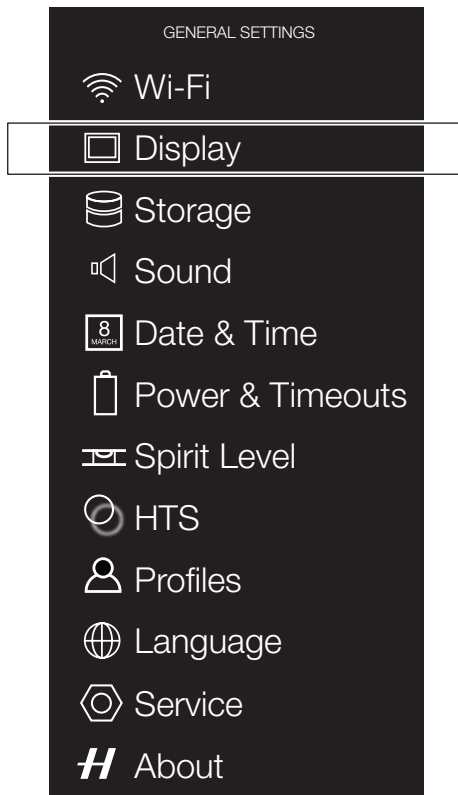 GENERAL SETTINGS
Wi-Fi
Display
Storage
Sound
8
MARCH
Date & Time
Power & Timeouts
Spirit Level
HTS
Profiles
Language
Service
H About